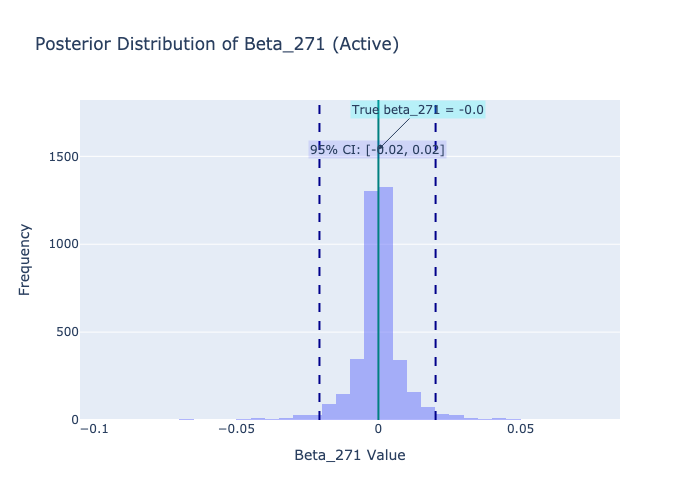 Posterior Distribution of Beta_271 (Active)
True beta_271 = -0.0
95% CI: [-0.02, 0.02]
1500
1000
500
0
Frequency
−0.1
−0.05
0
0.05
Beta_271 Value